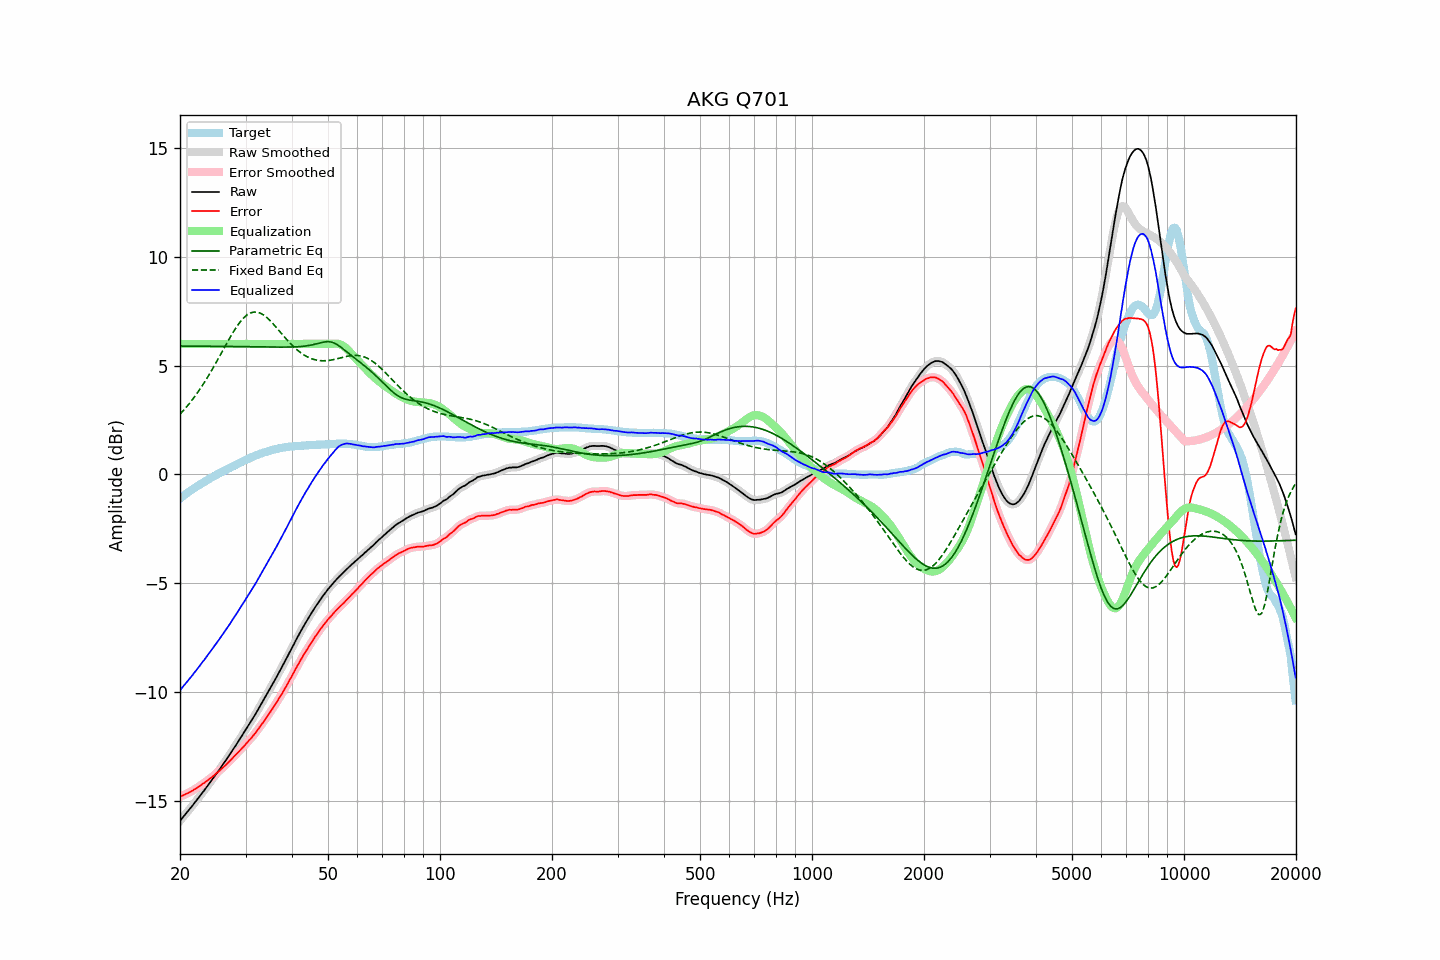 AKG Q701
Target
Raw Smoothed
Error Smoothed
Raw
Error
Equalization
Parametric Eq
Fixed Band Eq
Equalized
15
10
5
0
−5
−10
−15
Amplitude (dBr)
20 50 100 200 500 1000 2000 5000 10000 20000
Frequency (Hz)